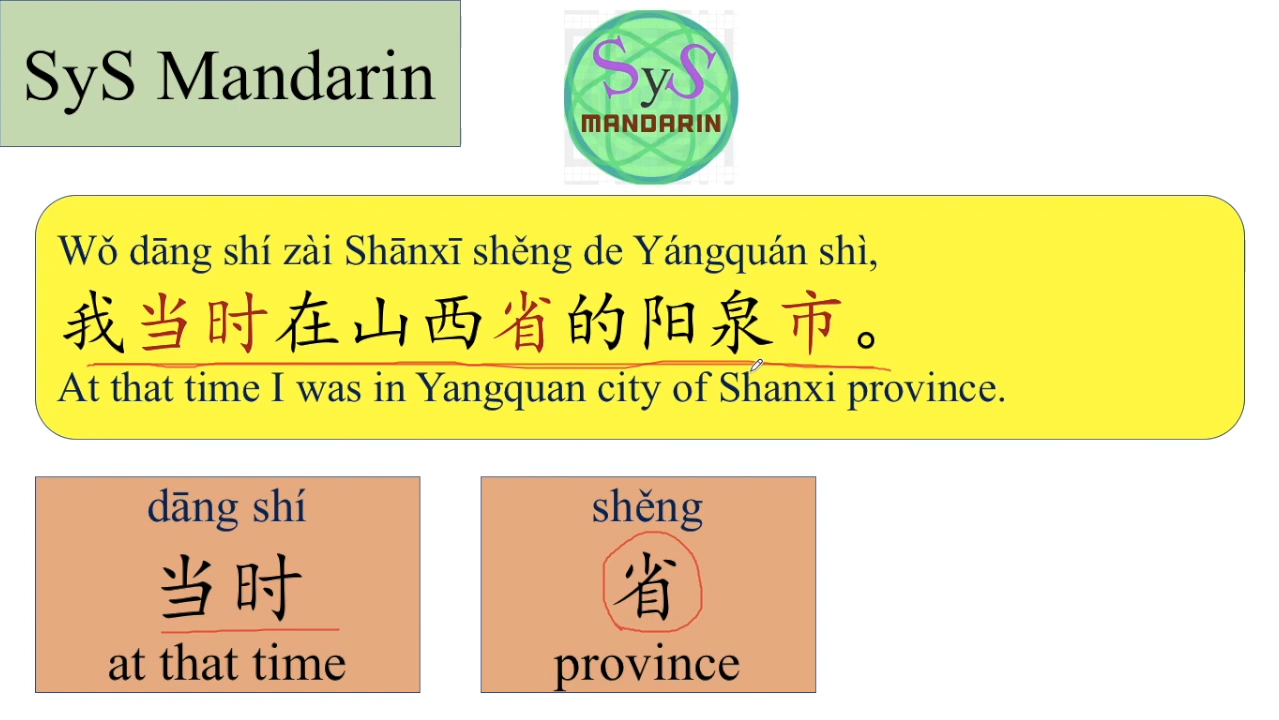 SyS Mandarin
SyS
MANDARIN
Wǒ dāng shí zài Shānxī shěng de Yángquán shì,
我当时在山西省的阳泉市。
At that time I was in Yangquan city of Shanxi province.
dāng shí
当时
at that time
shěng
省
province